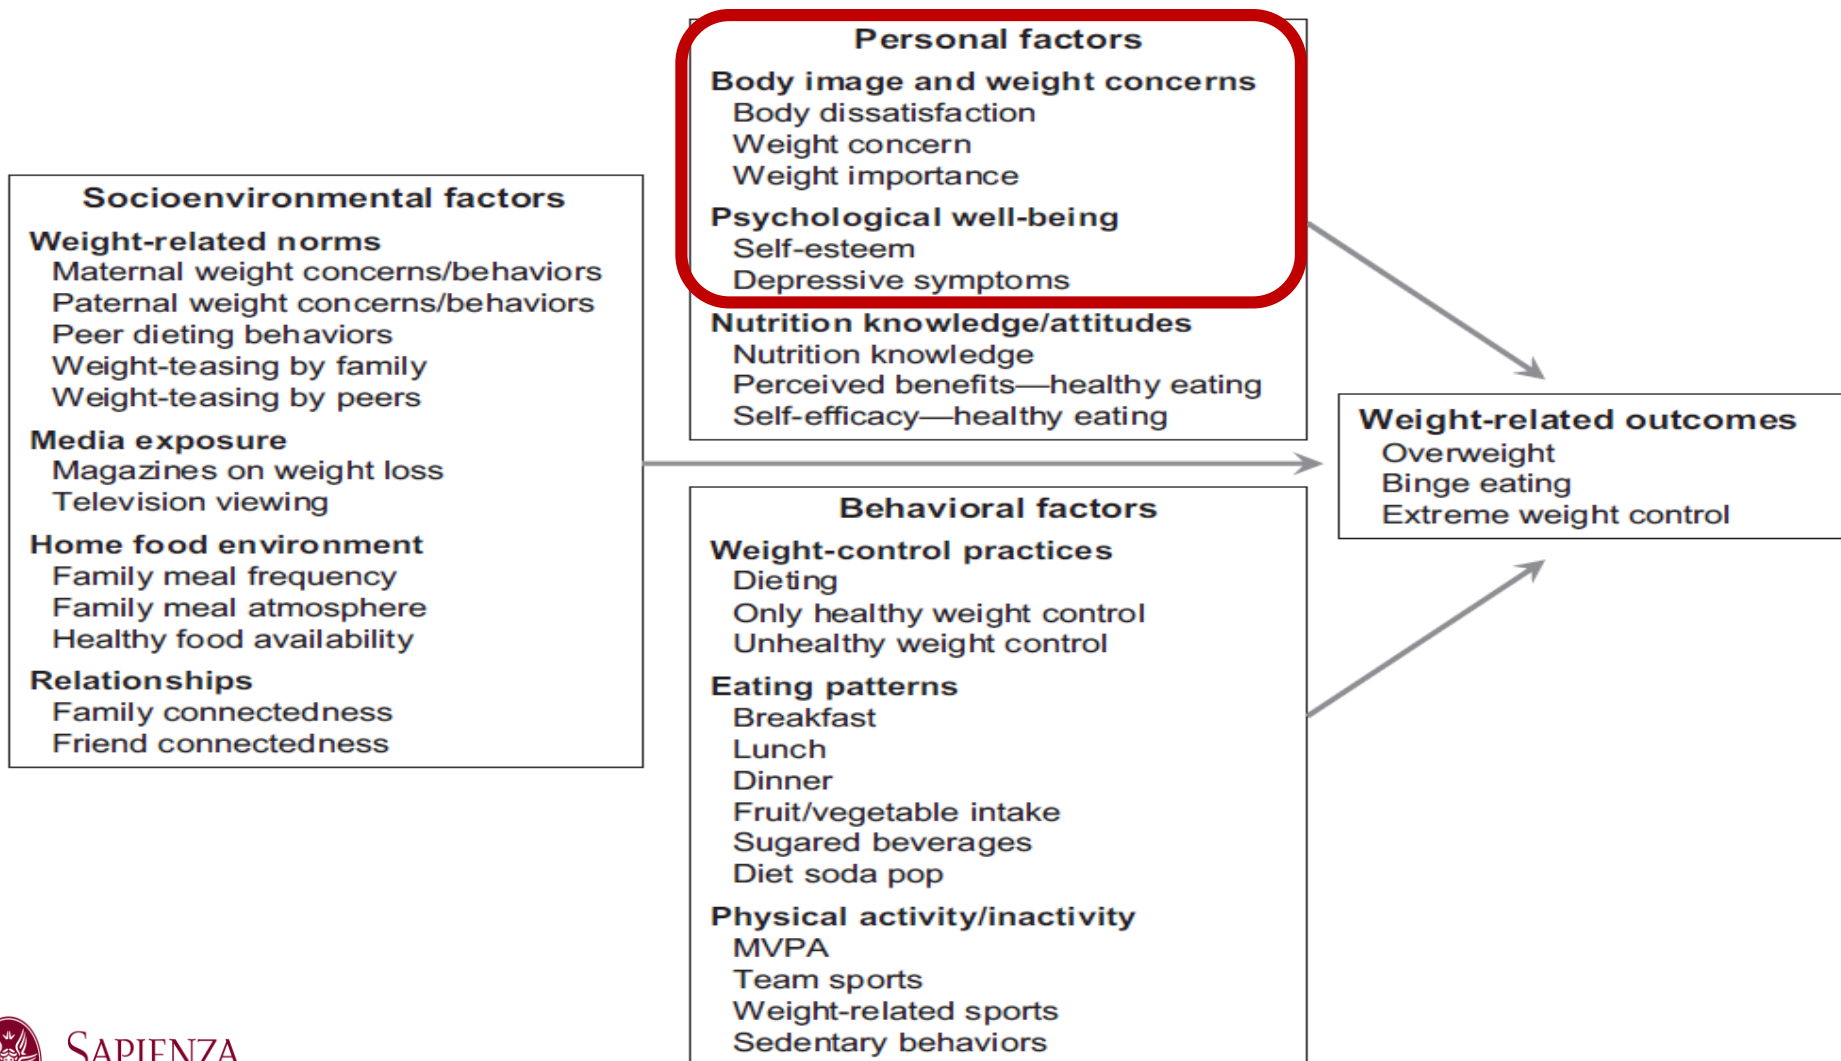 Socioenvironmental factors
Weight-related norms
Maternal weight concerns/behaviors
Paternal weight concerns/behaviors
Peer dieting behaviors
Weight-teasing by family
Weight-teasing by peers
Media exposure
Magazines on weight loss
Television viewing
Home food environment
Family meal frequency
Family meal atmosphere
Healthy food availability
Relationships
Family connectedness
Friend connectedness
Personal factors
Body image and weight concerns
Body dissatisfaction
Weight concern
Weight importance
Psychological well-being
Self-esteem
Depressive symptoms
Nutrition knowledge/attitudes
Nutrition knowledge
Perceived benefits—healthy eating
Self-efficacy—healthy eating
Behavioral factors
Weight-control practices
Dieting
Only healthy weight control
Unhealthy weight control
Eating patterns
Breakfast
Lunch
Dinner
Fruit/vegetable intake
Sugared beverages
Diet soda pop
Physical activity/inactivity
MVPA
Team sports
Weight-related sports
Sedentary behaviors
Weight-related outcomes
Overweight
Binge eating
Extreme weight control
SAPIENZA